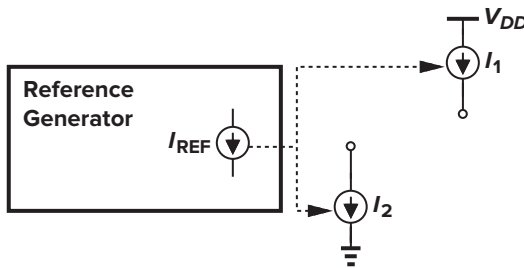 V_DD
I_1
Reference
Generator
I_REF
I_2